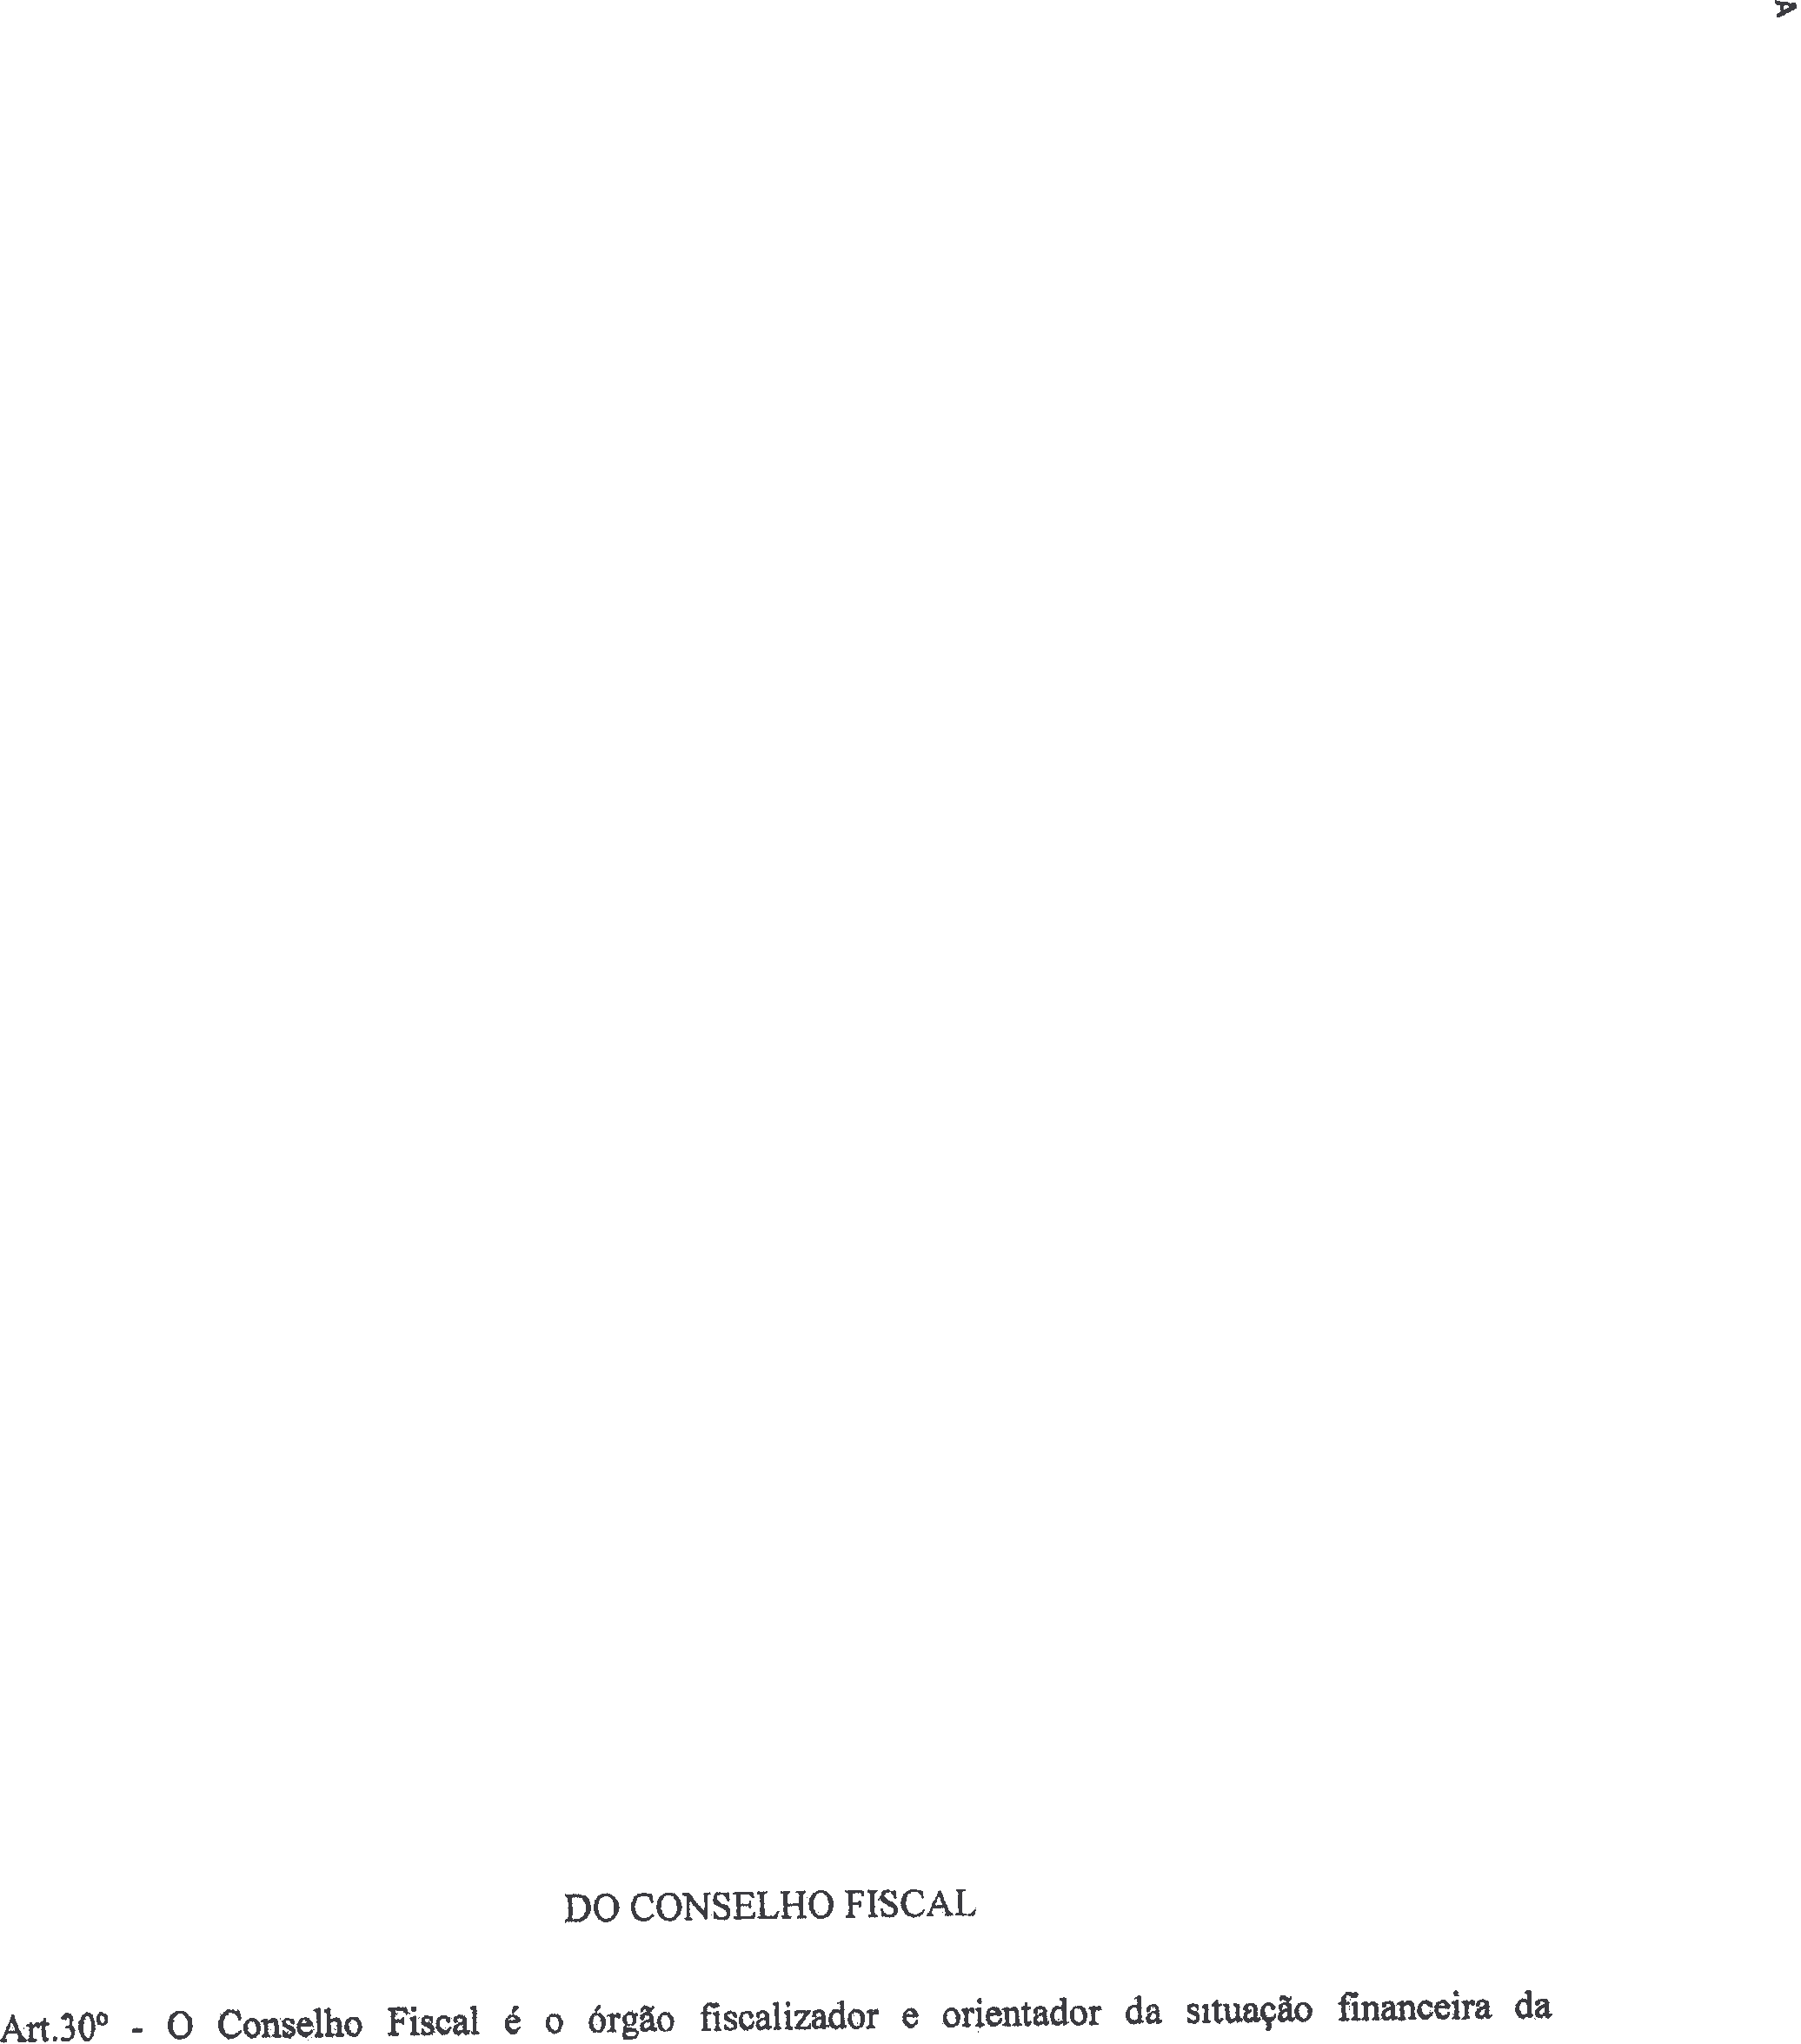 A
DO CONSELHO FISCAL
Art.30º - O Conselho Fiscal é o órgão fiscalizador e orientador da situação financeira da